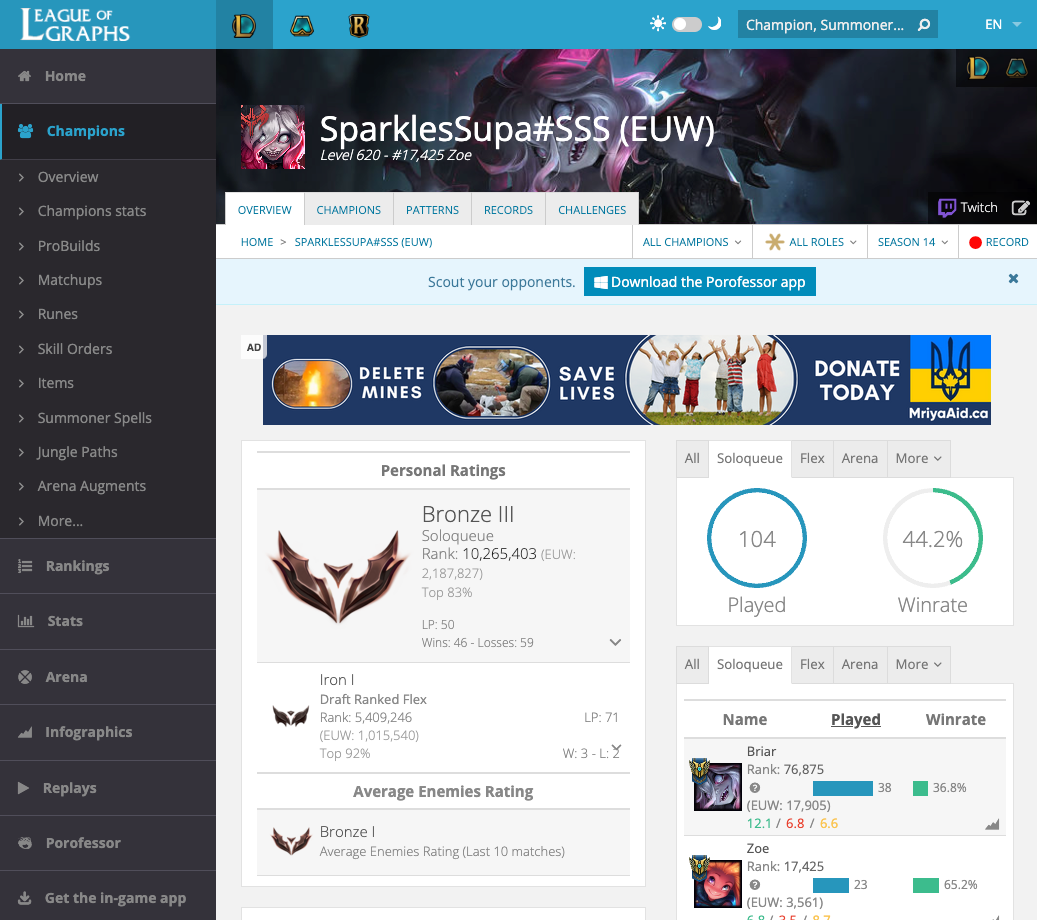 LEAGUE OF GRAPHS
Champion, Summoner...
EN
Home
Champions
Overview
Champions stats
ProBuilds
Matchups
Runes
Skill Orders
Items
Summoner Spells
Jungle Paths
Arena Augments
More...
Rankings
Stats
Arena
Infographics
Replays
Porofessor
Get the in-game app
SparklesSupa#SSS (EUW)
Level 620 - #17,425 Zoe
OVERVIEW
CHAMPIONS
PATTERNS
RECORDS
CHALLENGES
Twitch
HOME > SPARKLESSUPA#SSS (EUW)
ALL CHAMPIONS
ALL ROLES
SEASON 14
RECORD
Scout your opponents.
Download the Porofessor app
AD
DELETE
MINES
SAVE
LIVES
DONATE
TODAY
MriyaAid.ca
Personal Ratings
Bronze III
Soloqueue
Rank: 10,265,403 (EUW:
2,187,827)
Top 83%
LP: 50
Wins: 46 - Losses: 59
Iron I
Draft Ranked Flex
Rank: 5,409,246
LP: 71
(EUW: 1,015,540)
Top 92%
W: 3 - L: 2
Average Enemies Rating
Bronze I
Average Enemies Rating (Last 10 matches)
All
Soloqueue
Flex
Arena
More
104
Played
44.2%
Winrate
All
Soloqueue
Flex
Arena
More
Name
Played
Winrate
Briar
Rank: 76,875
38
36.8%
(EUW: 17,905)
12.1 / 6.8 / 6.6
Zoe
Rank: 17,425
23
65.2%
(EUW: 3,561)
6.8 / 3.5 / 8.7